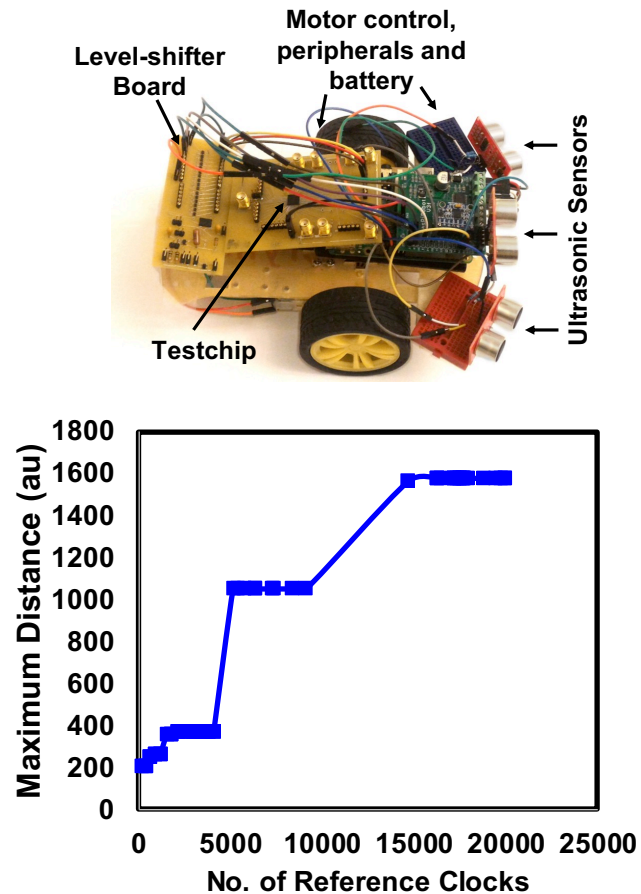 Motor control,
peripherals and
battery
Level-shifter
Board
Ultrasonic Sensors
Testchip
Maximum Distance (au)
1800
1600
1400
1200
1000
800
600
400
200
0
0 5000 10000 15000 20000 25000
No. of Reference Clocks